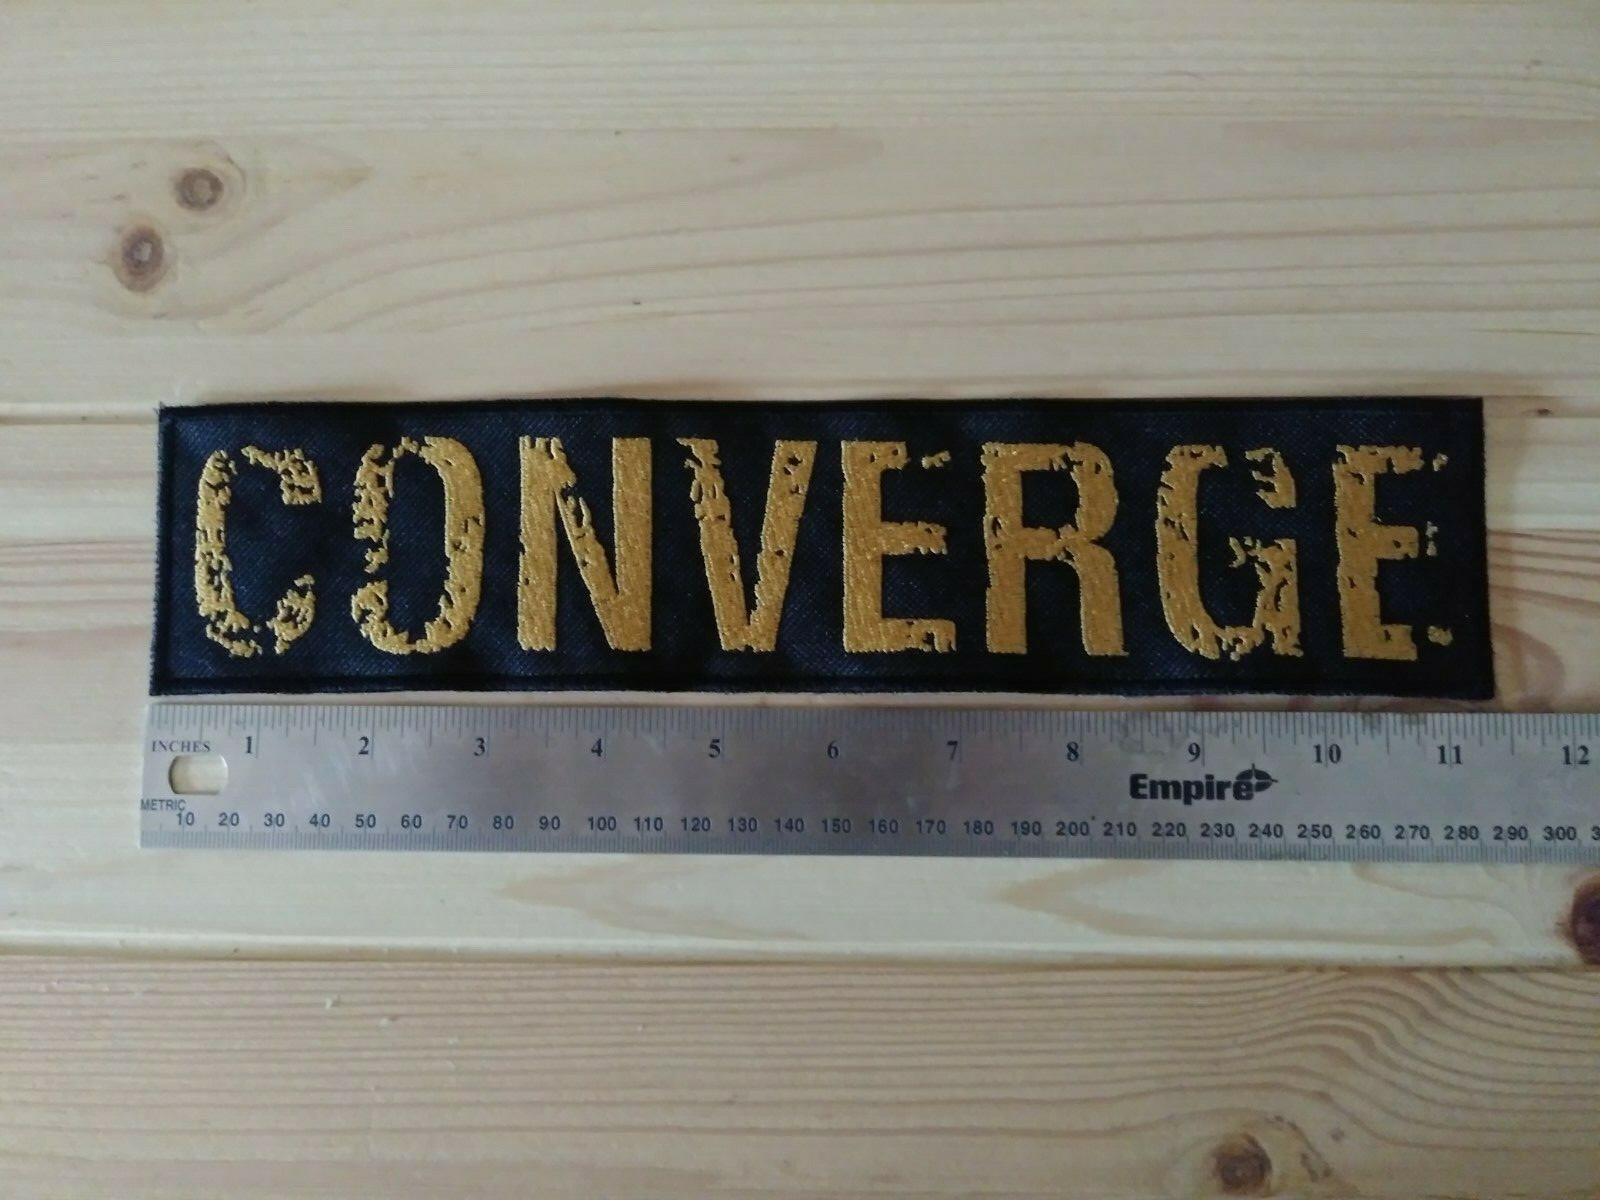 CONVERGE
INCHES 1 2 3 4 5 6 7 8 9 10 11 12
Empire
METRIC
10 20 30 40 50 60 70 80 90 100 110 120 130 140 150 160 170 180 190 200 210 220 230 240 250 260 270 280 290 300 3